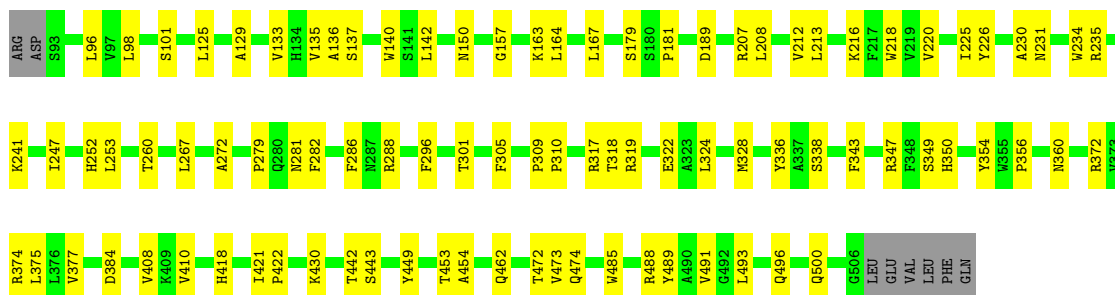 ARG ASP S93 L96 V97 L98 S101 L125 A129 V133 H134 V135 A136 S137 W140 S141 L142 N150 G157 K163 L164 L167 S179 S180 P181 D189 R207 L208 V212 L213 K216 F217 W218 V219 V220 I225 Y226 A230 N231 W234 R235
K241 I247 H252 L253 T260 L267 A272 P279 Q280 N281 F282 F286 N287 R288 F296 T301 F305 P309 P310 R317 T318 R319 E322 A323 L324 M328 Y336 A337 S338 F343 R347 F348 S349 H350 Y354 W355 P356 N360 R372
R374 L375 L376 V377 D384 V408 K409 V410 H418 I421 P422 K430 T442 S443 Y449 T453 A454 Q462 T472 V473 Q474 W485 R488 Y489 A490 V491 G492 L493 Q496 Q500 G506 LEU GLU VAL LEU PHE GLN